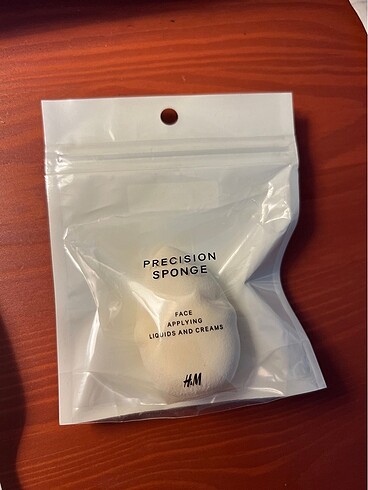 PRECISION
SPONGE
FACE
APPLYING
LIQUIDS AND CREAMS
H&M